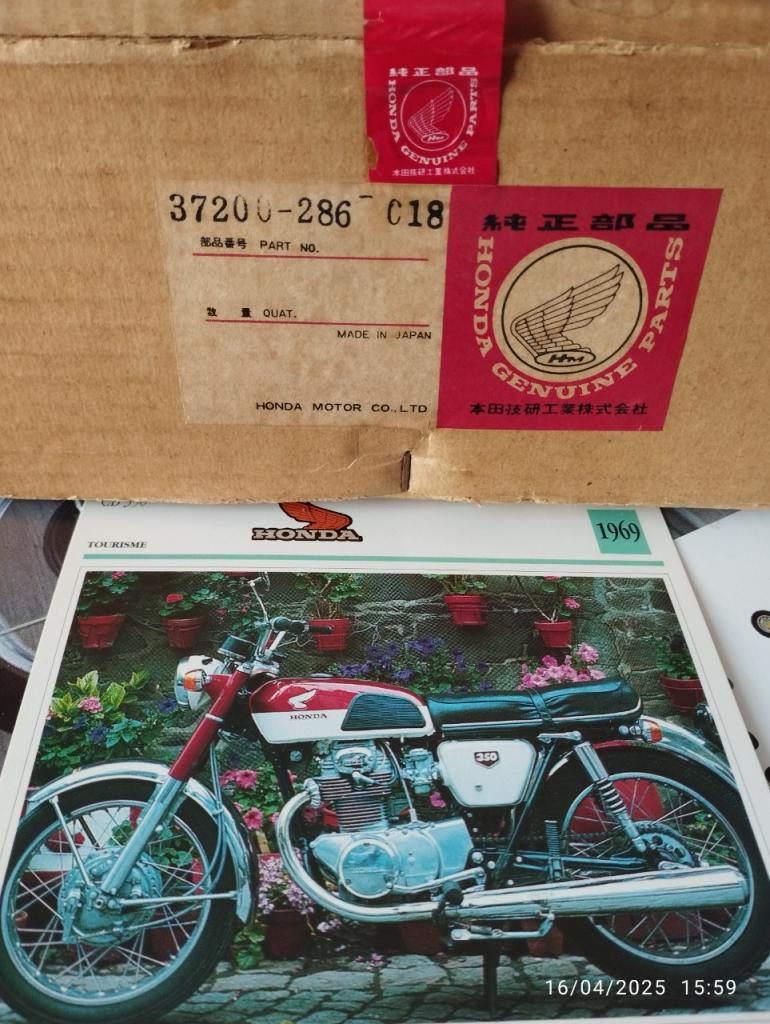 純正部品
HONDA GENUINE PARTS
本田技研工業株式会社
37200-286 C18
部品番号 PART NO.
数 量 QUAT.
MADE IN JAPAN
HONDA MOTOR CO.,LTD
純正部品
HONDA GENUINE PARTS
HM
本田技研工業株式会社
HONDA
1969
TOURISME
HONDA
350
16/04/2025 15:59